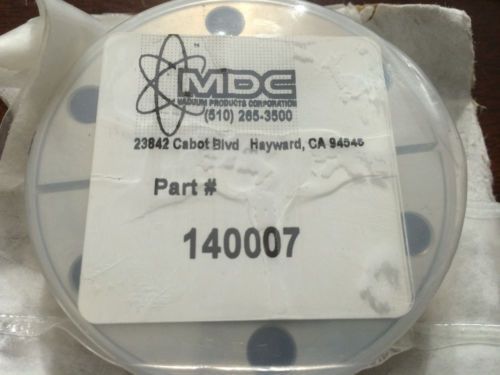 MDC
VACUUM PRODUCTS CORPORATION
(510) 265-3500
23842 Cabot Blvd Hayward, CA 94545
Part #
140007